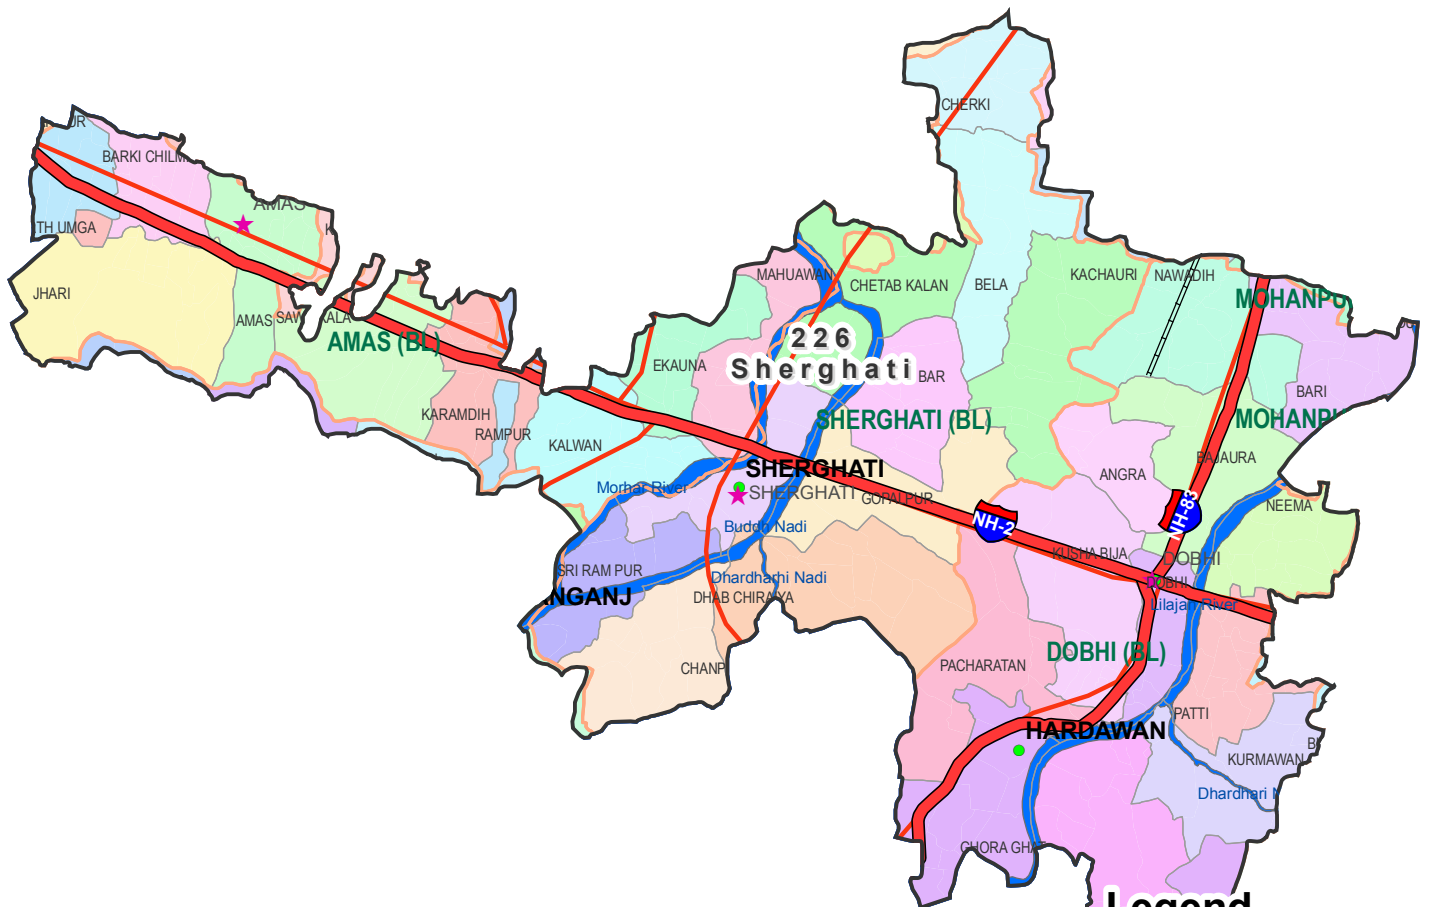 CHERKI
BARKI CHILM
AMAS
TH UMGA
JHARI
AMAS
SAW
KALA
AMAS (BL)
KARAMDIH
RAMPUR
KALWAN
EKAUNA
MAHUAWAN
CHETAB KALAN
BELA
KACHAURI
NAWADIH
MOHANPU
226
Sherghati
BAR
SHERGHATI (BL)
BARI
MOHANPU
BAJAURA
ANGRA
SHERGHATI
SHERGHATI
GOPALPUR
Morhar River
Buddh Nadi
NH-2
NH-83
NEEMA
KUSHA BIJA
DOBHI
DOBHI
SRI RAM PUR
ANGANJ
Dhardharhi Nadi
DHAB CHIRAIYA
Lilajan River
CHANP
PACHARATAN
DOBHI (BL)
PATTI
HARDAWAN
KURMAWAN
Dhardhari N
GHORA GHAT
Legend